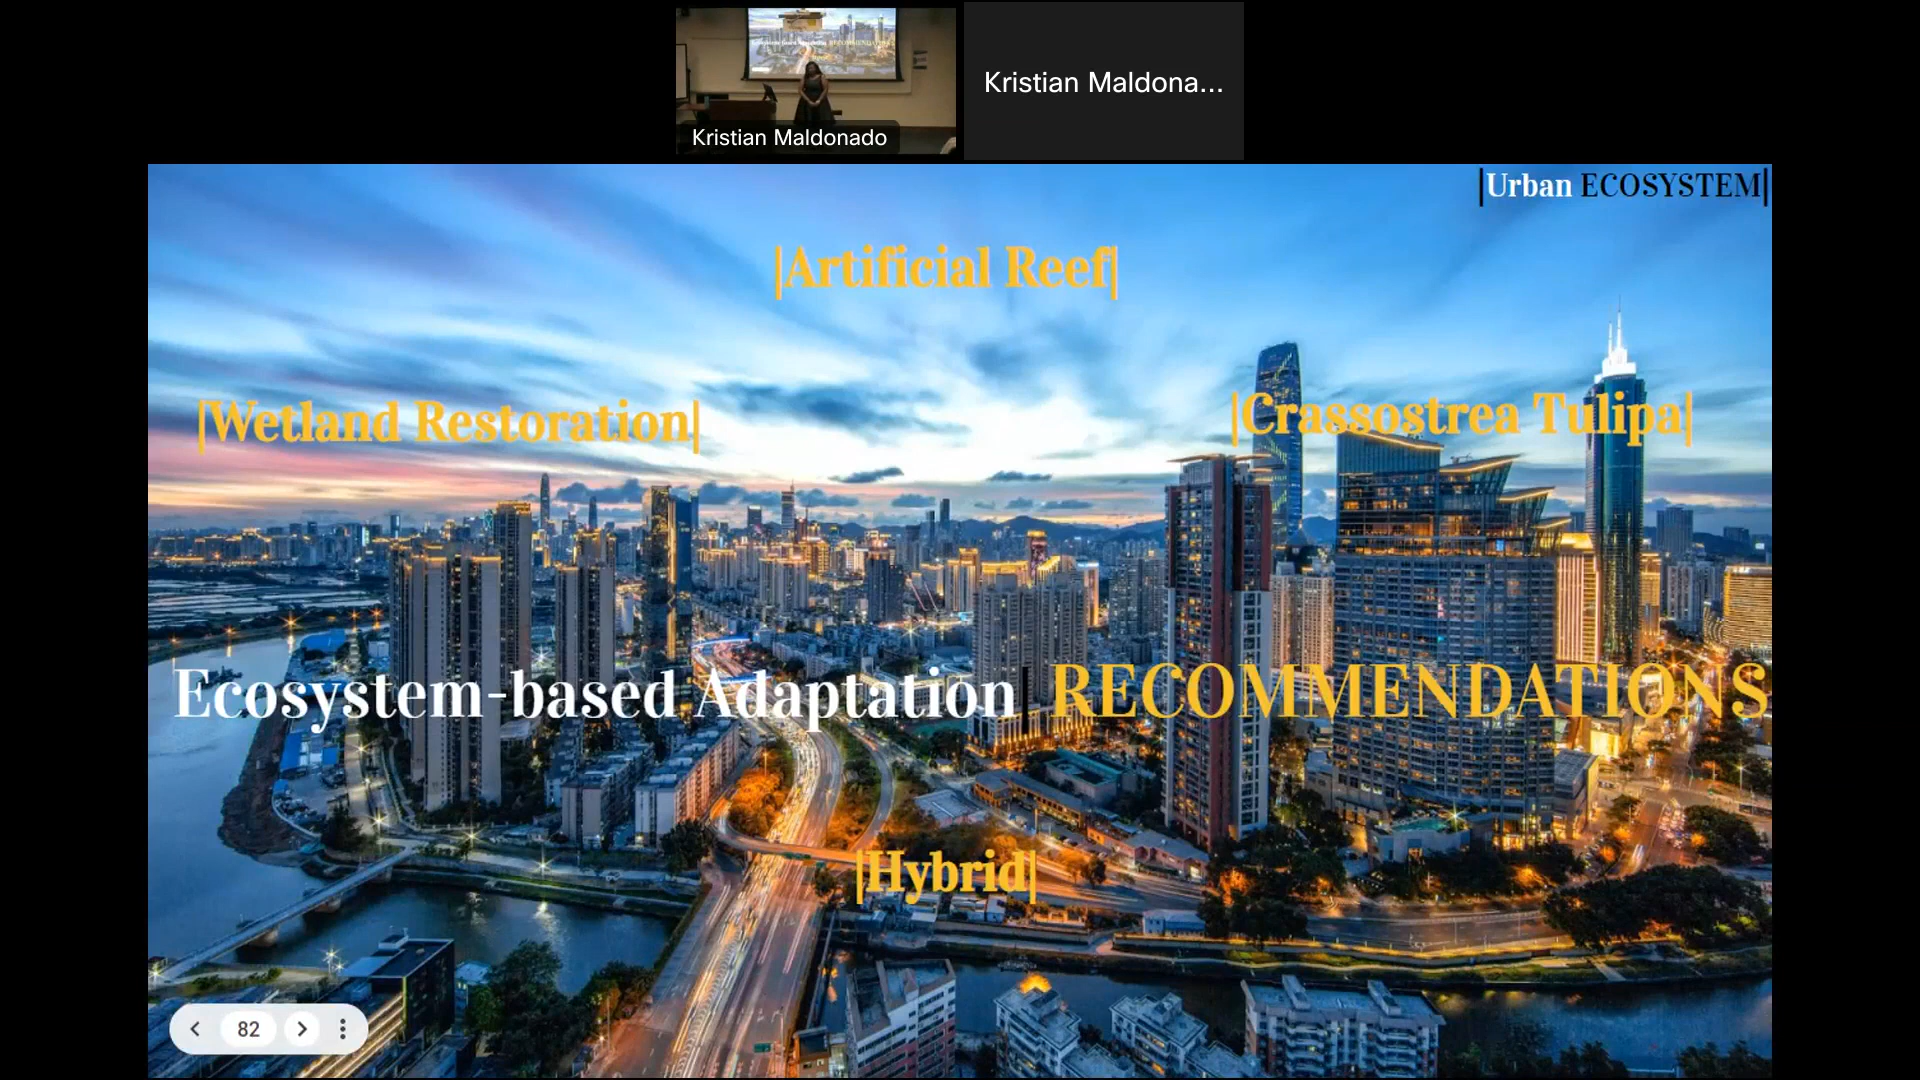 Kristian Maldonado
Kristian Maldona...
|Urban ECOSYSTEM|
|Artificial Reef|
|Wetland Restoration|
|Crassostrea Tulipa|
Ecosystem-based Adaptation| RECOMMENDATIONS
|Hybrid|
82